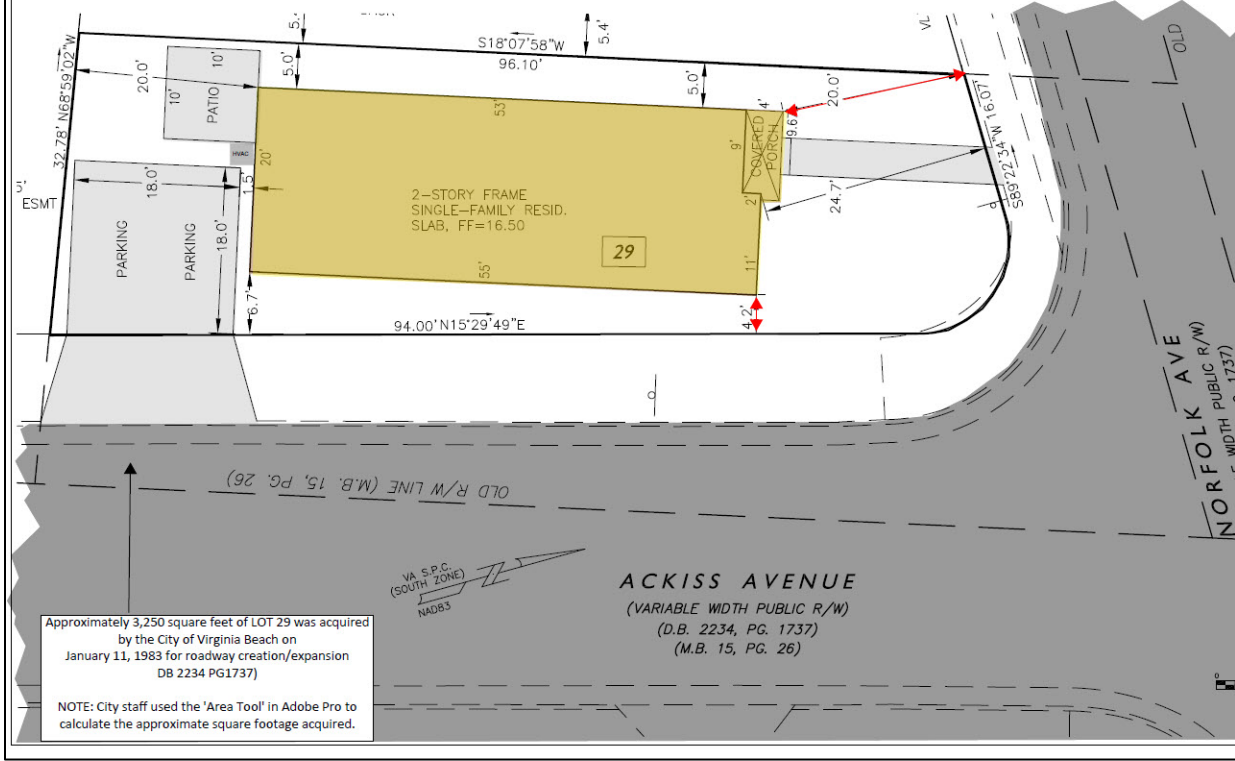 5.4'
5.4'
OLD
S18°07'58"W
96.10'
32.78' N68°59'02"W
20.0'
10'
10'
PATIO
5.0'
5.0'
53'
4'
20.0'
9.6'
9'
COVERED
PORCH
S89°22'34"W 16.07'
HVAC
20'
18.0'
1.5'
5'
ESMT
2-STORY FRAME
SINGLE-FAMILY RESID.
SLAB, FF=16.50
29
2'
24.7'
PARKING
PARKING
18.0'
55'
11'
6.7'
4.2'
94.00' N15°29'49"E
OLD R/W LINE (M.B. 15, PG. 26)
NORFOLK AVE
WIDTH PUBLIC R/W)
1737)
VA S.P.C.
(SOUTH ZONE)
NAD83
ACKISS AVENUE
(VARIABLE WIDTH PUBLIC R/W)
(D.B. 2234, PG. 1737)
(M.B. 15, PG. 26)
Approximately 3,250 square feet of LOT 29 was acquired
by the City of Virginia Beach on
January 11, 1983 for roadway creation/expansion
DB 2234 PG1737)
NOTE: City staff used the 'Area Tool' in Adobe Pro to
calculate the approximate square footage acquired.
0